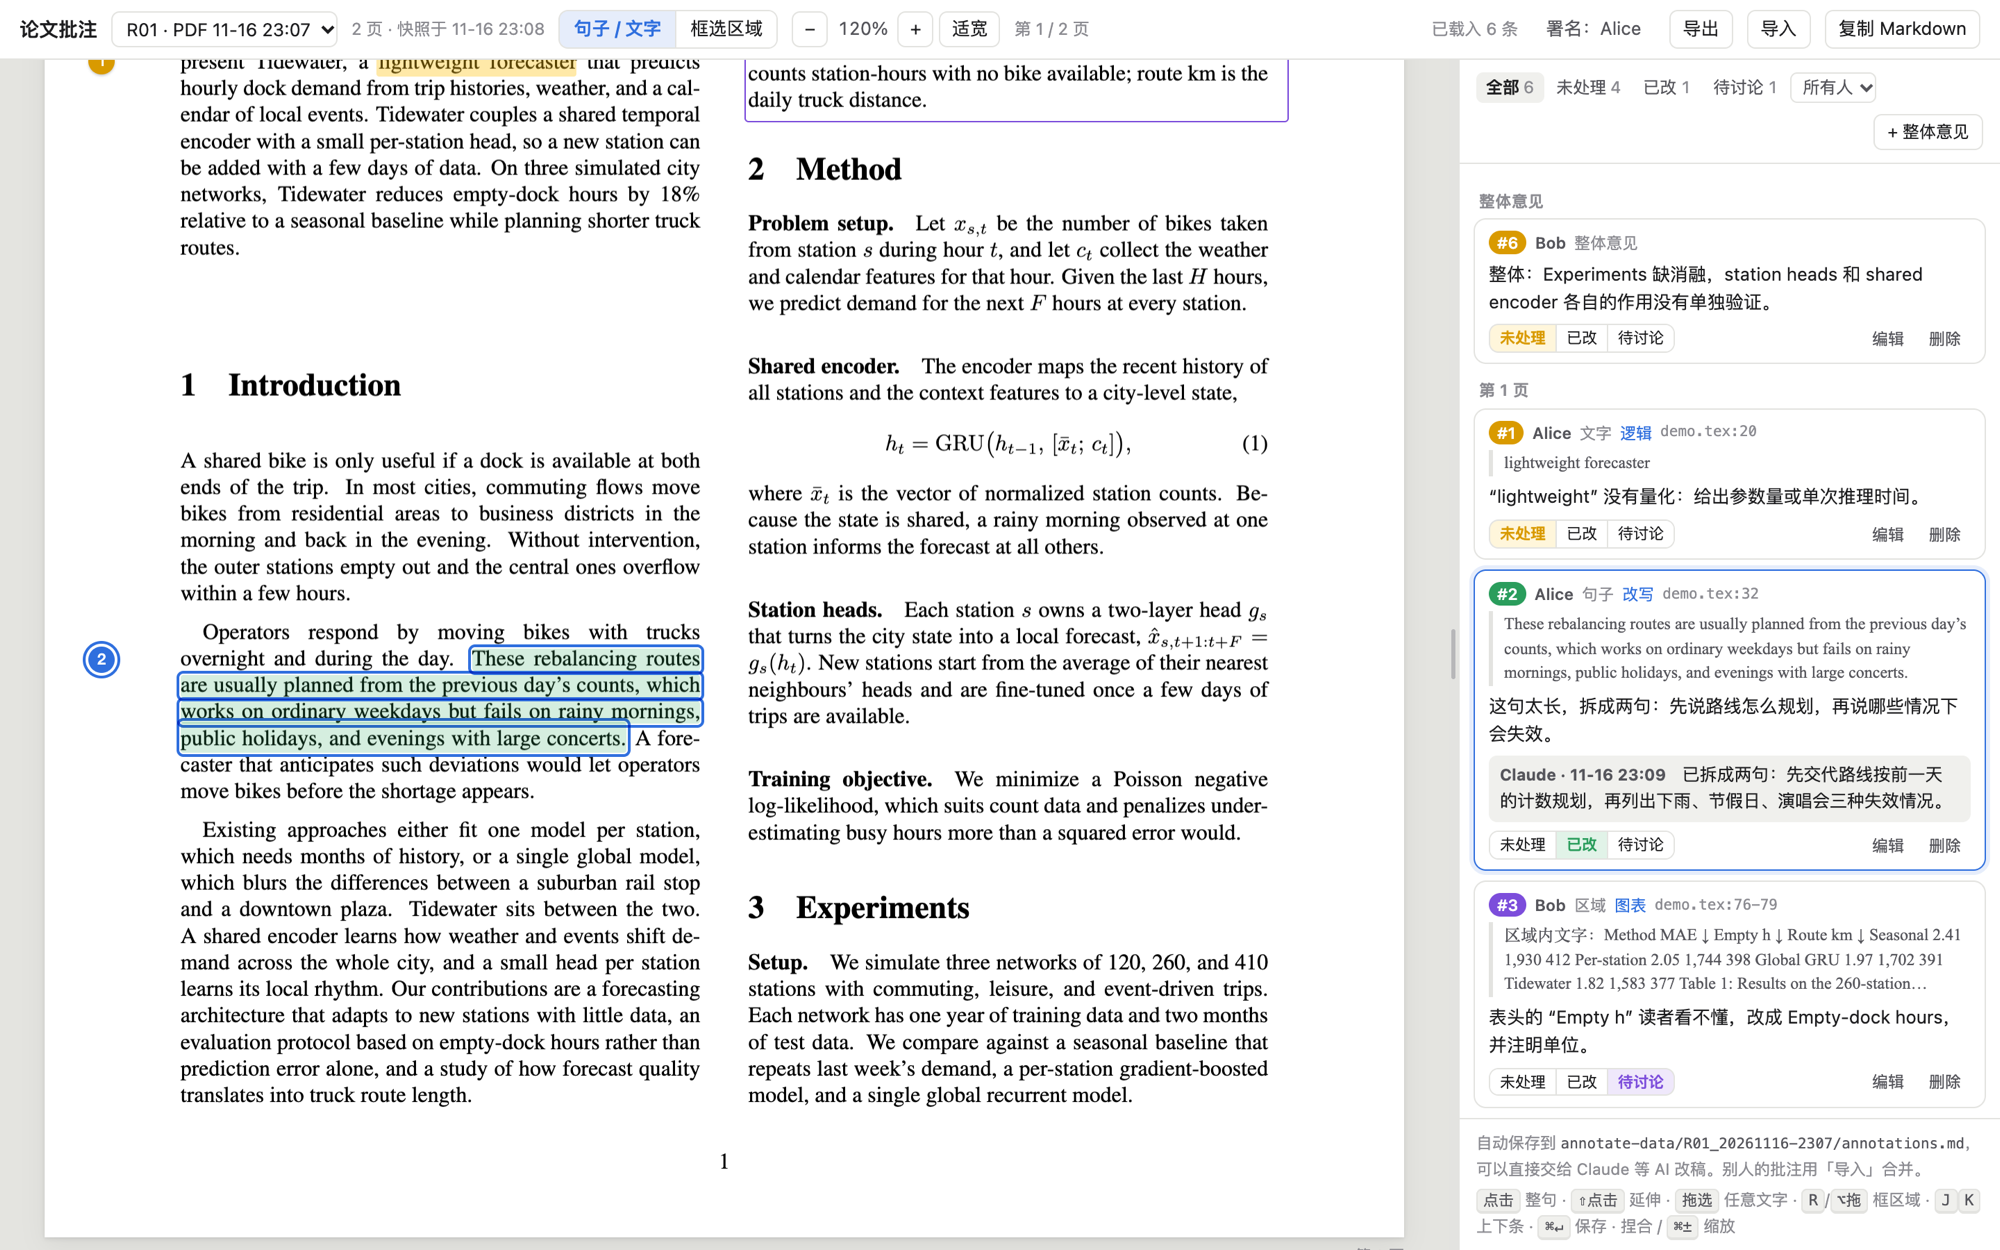 论文批注
R01 · PDF 11-16 23:07
2 页 · 快照于 11-16 23:08
句子 / 文字
框选区域
−
120%
+
适宽
第 1 / 2 页
已载入 6 条
署名： Alice
导出
导入
复制 Markdown
1
present Tidewater, a lightweight forecaster that predicts
hourly dock demand from trip histories, weather, and a cal-
endar of local events. Tidewater couples a shared temporal
encoder with a small per-station head, so a new station can
be added with a few days of data. On three simulated city
networks, Tidewater reduces empty-dock hours by 18%
relative to a seasonal baseline while planning shorter truck
routes.
1 Introduction
A shared bike is only useful if a dock is available at both
ends of the trip. In most cities, commuting flows move
bikes from residential areas to business districts in the
morning and back in the evening. Without intervention,
the outer stations empty out and the central ones overflow
within a few hours.
2
Operators respond by moving bikes with trucks
overnight and during the day. These rebalancing routes
are usually planned from the previous day's counts, which
works on ordinary weekdays but fails on rainy mornings,
public holidays, and evenings with large concerts. A fore-
caster that anticipates such deviations would let operators
move bikes before the shortage appears.
Existing approaches either fit one model per station,
which needs months of history, or a single global model,
which blurs the differences between a suburban rail stop
and a downtown plaza. Tidewater sits between the two.
A shared encoder learns how weather and events shift de-
mand across the whole city, and a small head per station
learns its local rhythm. Our contributions are a forecasting
architecture that adapts to new stations with little data, an
evaluation protocol based on empty-dock hours rather than
prediction error alone, and a study of how forecast quality
translates into truck route length.
counts station-hours with no bike available; route km is the
daily truck distance.
2 Method
Problem setup. Let x_{s,t} be the number of bikes taken
from station s during hour t, and let c_t collect the weather
and calendar features for that hour. Given the last H hours,
we predict demand for the next F hours at every station.
Shared encoder. The encoder maps the recent history of
all stations and the context features to a city-level state,
h_t = GRU(h_{t−1}, [x̄_t; c_t]), (1)
where x̄_t is the vector of normalized station counts. Be-
cause the state is shared, a rainy morning observed at one
station informs the forecast at all others.
Station heads. Each station s owns a two-layer head g_s
that turns the city state into a local forecast, x̂_{s,t+1:t+F} =
g_s(h_t). New stations start from the average of their nearest
neighbours' heads and are fine-tuned once a few days of
trips are available.
Training objective. We minimize a Poisson negative
log-likelihood, which suits count data and penalizes under-
estimating busy hours more than a squared error would.
3 Experiments
Setup. We simulate three networks of 120, 260, and 410
stations with commuting, leisure, and event-driven trips.
Each network has one year of training data and two months
of test data. We compare against a seasonal baseline that
repeats last week's demand, a per-station gradient-boosted
model, and a single global recurrent model.
1
全部 6
未处理 4
已改 1
待讨论 1
所有人
+ 整体意见
整体意见
#6 Bob 整体意见
整体：Experiments 缺消融，station heads 和 shared
encoder 各自的作用没有单独验证。
未处理 已改 待讨论 编辑 删除
第 1 页
#1 Alice 文字 逻辑 demo.tex:20
lightweight forecaster
“lightweight” 没有量化：给出参数量或单次推理时间。
未处理 已改 待讨论 编辑 删除
#2 Alice 句子 改写 demo.tex:32
These rebalancing routes are usually planned from the previous day's
counts, which works on ordinary weekdays but fails on rainy
mornings, public holidays, and evenings with large concerts.
这句太长，拆成两句：先说路线怎么规划，再说哪些情况下
会失效。
Claude · 11-16 23:09 已拆成两句：先交代路线按前一天
的计数规划，再列出下雨、节假日、演唱会三种失效情况。
未处理 已改 待讨论 编辑 删除
#3 Bob 区域 图表 demo.tex:76–79
区域内文字：Method MAE ↓ Empty h ↓ Route km ↓ Seasonal 2.41
1,930 412 Per-station 2.05 1,744 398 Global GRU 1.97 1,702 391
Tidewater 1.82 1,583 377 Table 1: Results on the 260-station…
表头的 “Empty h” 读者看不懂，改成 Empty-dock hours，
并注明单位。
未处理 已改 待讨论 编辑 删除
自动保存到 annotate-data/R01_20261116-2307/annotations.md，
可以直接交给 Claude 等 AI 改稿。别人的批注用「导入」合并。
点击 整句 · ⇧点击 延伸 · 拖选 任意文字 · R / ⌥拖 框区域 · J K
上下条 · ⌘↵ 保存 · 捏合 / ⌘± 缩放